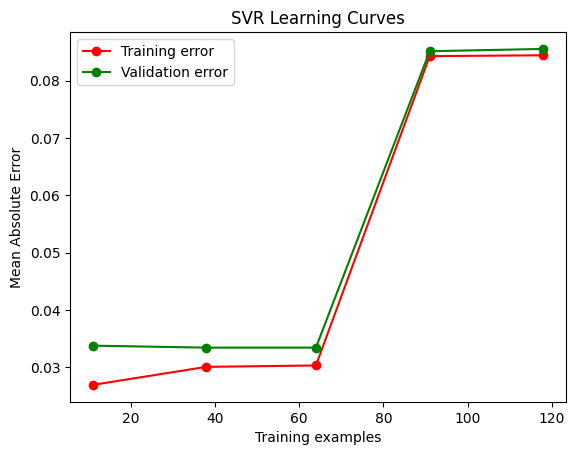 SVR Learning Curves
Training error
Validation error
Mean Absolute Error
0.08
0.07
0.06
0.05
0.04
0.03
20 40 60 80 100 120
Training examples